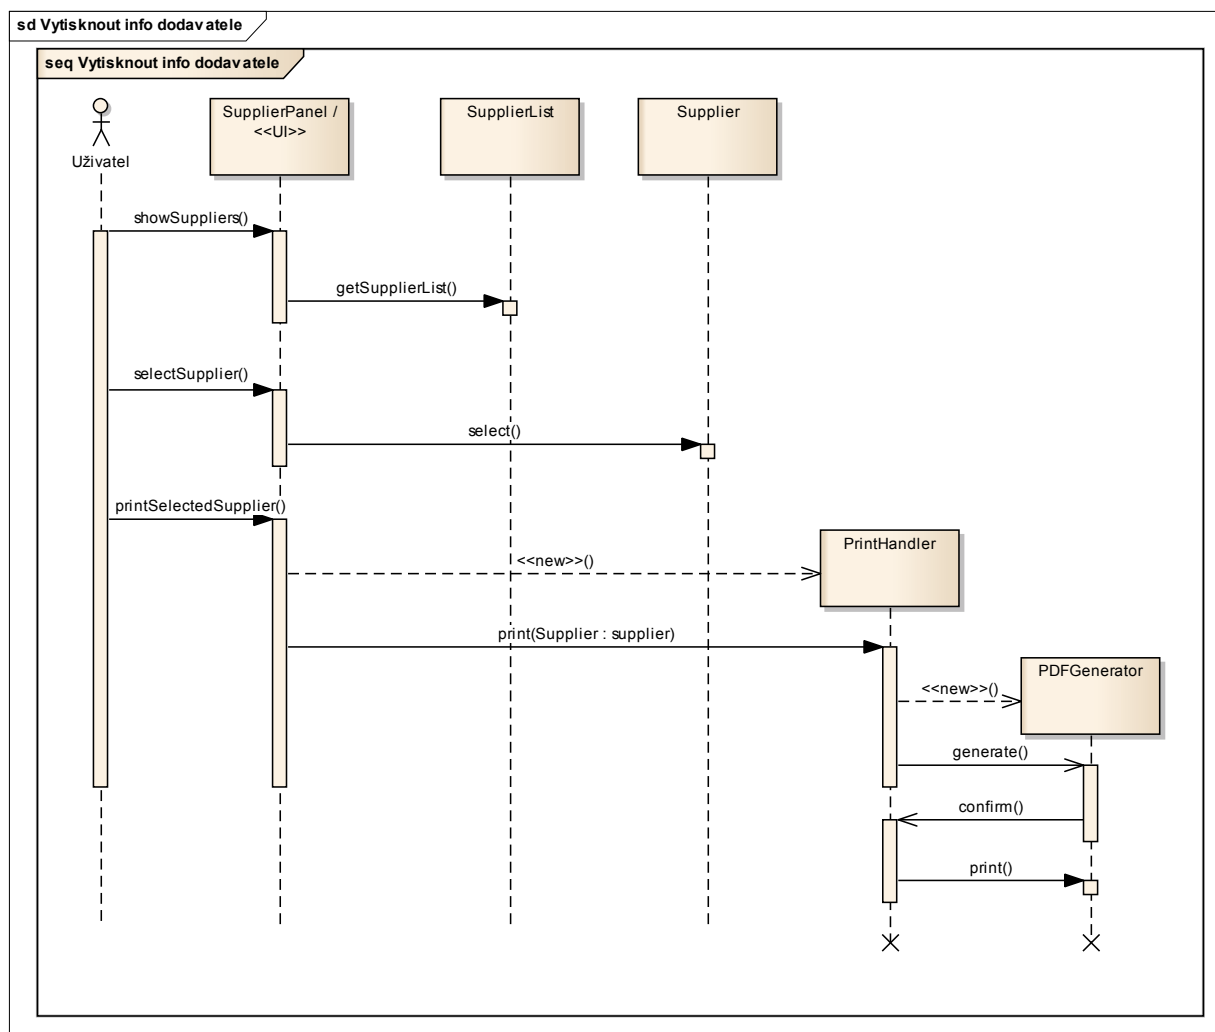 sd Vytisknout info dodavatele
seq Vytisknout info dodavatele
Uživatel
SupplierPanel /
<<UI>>
SupplierList
Supplier
showSuppliers()
getSupplierList()
selectSupplier()
select()
printSelectedSupplier()
PrintHandler
<<new>>()
print(Supplier : supplier)
PDFGenerator
<<new>>()
generate()
confirm()
print()